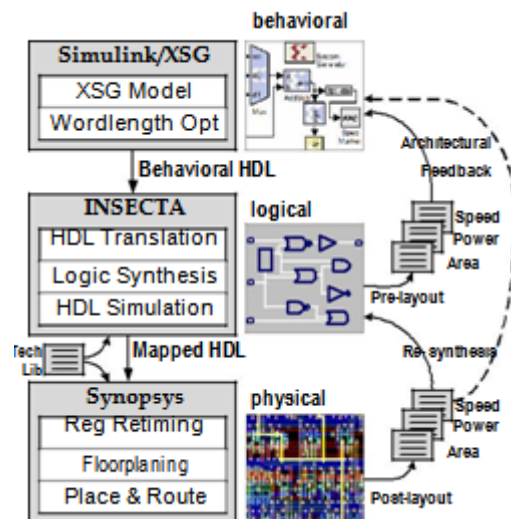 behavioral
Simulink/XSG
XSG Model
Wordlength Opt
Behavioral HDL
Architectural
Feedback
INSECTA
logical
HDL Translation
Logic Synthesis
HDL Simulation
Speed
Power
Area
Pre-layout
Mapped HDL
Tech
Lib
Re-synthesis
Synopsys
physical
Reg Retiming
Floorplaning
Place & Route
Speed
Power
Area
Post-layout